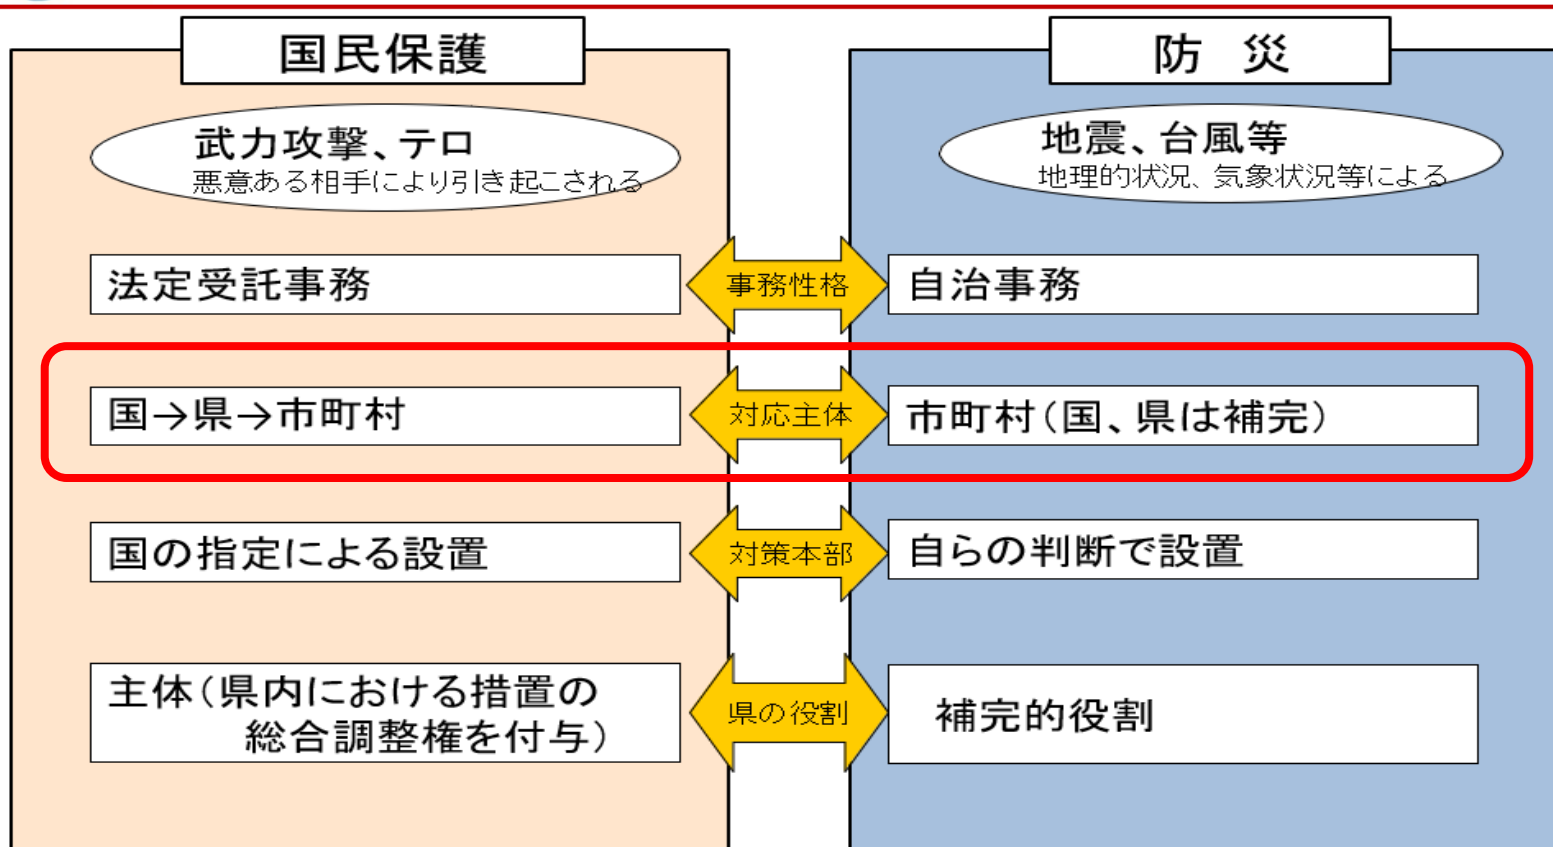 国民保護
防 災
武力攻撃、テロ
悪意ある相手により引き起こされる
地震、台風等
地理的状況、気象状況等による
法定受託事務
事務性格
自治事務
国→県→市町村
対応主体
市町村(国、県は補完)
国の指定による設置
対策本部
自らの判断で設置
主体(県内における措置の
総合調整権を付与)
県の役割
補完的役割